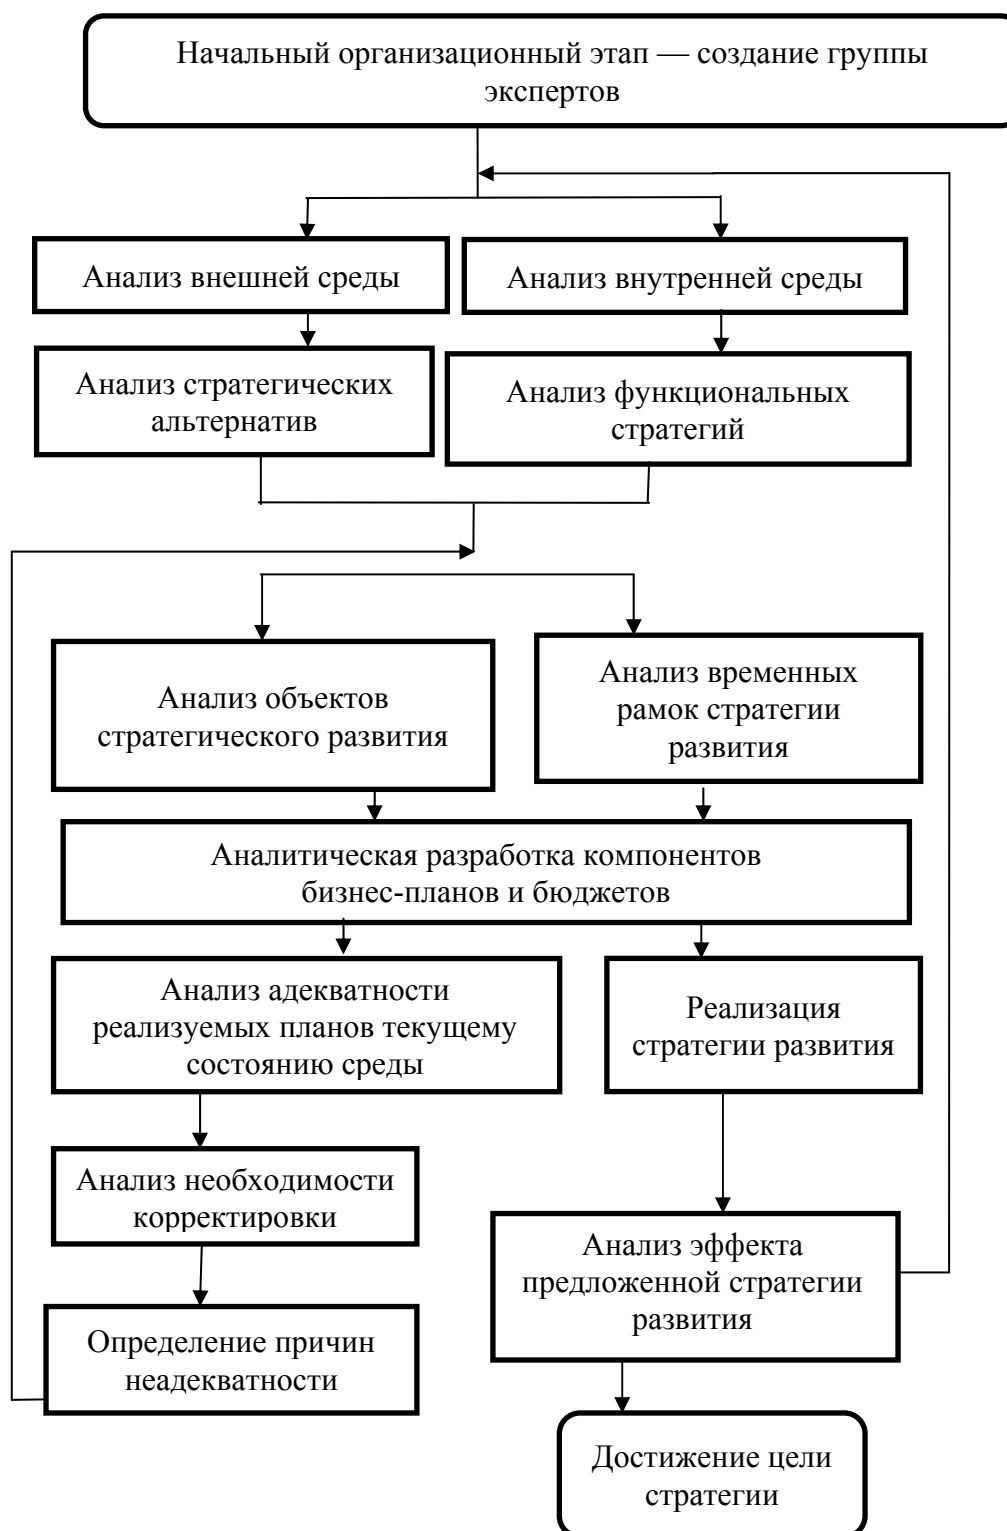 Начальный организационный этап — создание группы
экспертов
Анализ внешней среды
Анализ внутренней среды
Анализ стратегических
альтернатив
Анализ функциональных
стратегий
Анализ объектов
стратегического развития
Анализ временных
рамок стратегии
развития
Аналитическая разработка компонентов
бизнес-планов и бюджетов
Анализ адекватности
реализуемых планов текущему
состоянию среды
Реализация
стратегии развития
Анализ необходимости
корректировки
Анализ эффекта
предложенной стратегии
развития
Определение причин
неадекватности
Достижение цели
стратегии